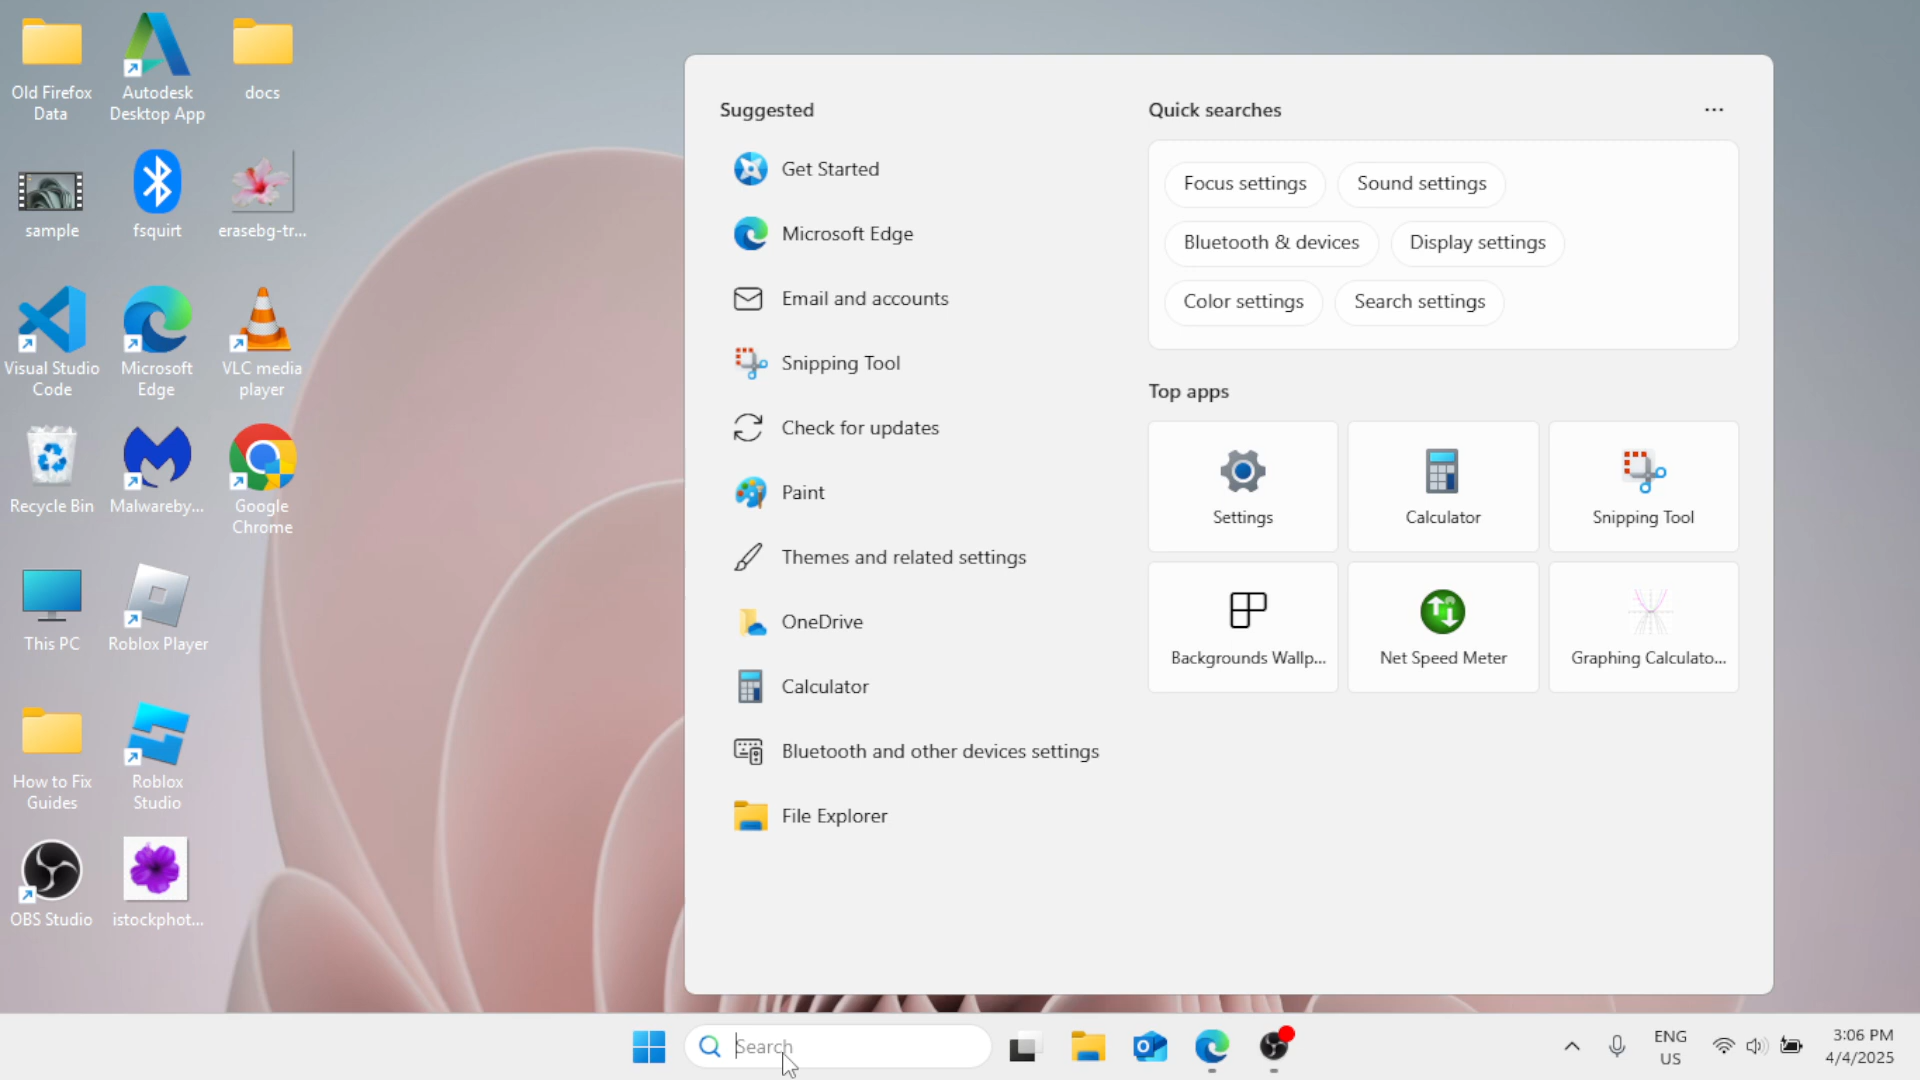 Old Firefox
Data
Autodesk
Desktop App
docs
sample
fsquirt
erasebg-tr...
Visual Studio
Code
Microsoft
Edge
VLC media
player
Recycle Bin
Malwareby...
Google
Chrome
This PC
Roblox Player
How to Fix
Guides
Roblox
Studio
OBS Studio
istockphot...
Suggested
Get Started
Microsoft Edge
Email and accounts
Snipping Tool
Check for updates
Paint
Themes and related settings
OneDrive
Calculator
Bluetooth and other devices settings
File Explorer
Quick searches
Focus settings
Sound settings
Bluetooth & devices
Display settings
Color settings
Search settings
Top apps
Settings
Calculator
Snipping Tool
Backgrounds Wallp...
Net Speed Meter
Graphing Calculato...
Search
ENG
US
3:06 PM
4/4/2025